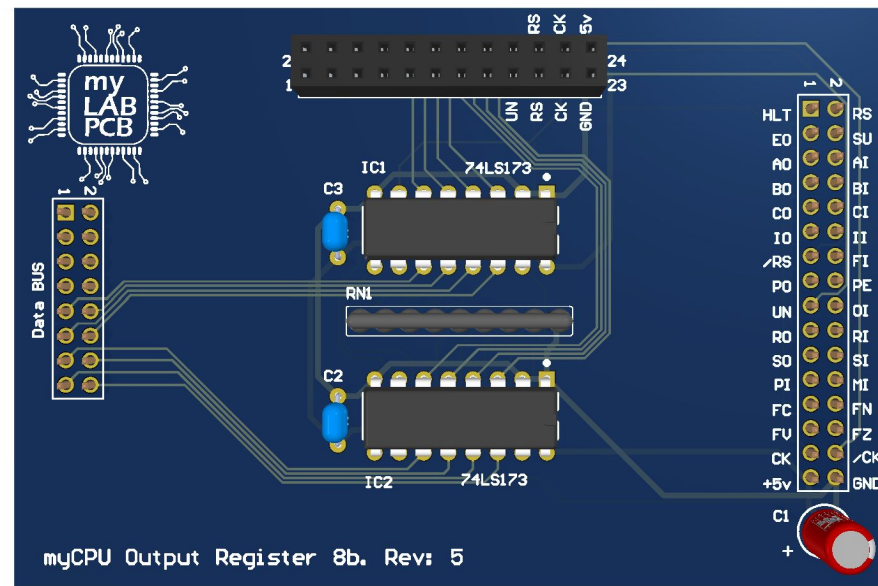 my
LAB
PCB
RS CK 5v
2 24
1 23
UN RS CK GND
IC1 74LS173
C3
RN1
C2
IC2 74LS173
1 2
Data BUS
1 2
HLT RS
EO SU
AO AI
BO BI
CO CI
IO II
/RS FI
PO PE
UN OI
RO RI
SO SI
PI MI
FC FN
FV FZ
CK /CK
+5v GND
C1
+
myCPU Output Register 8b. Rev: 5